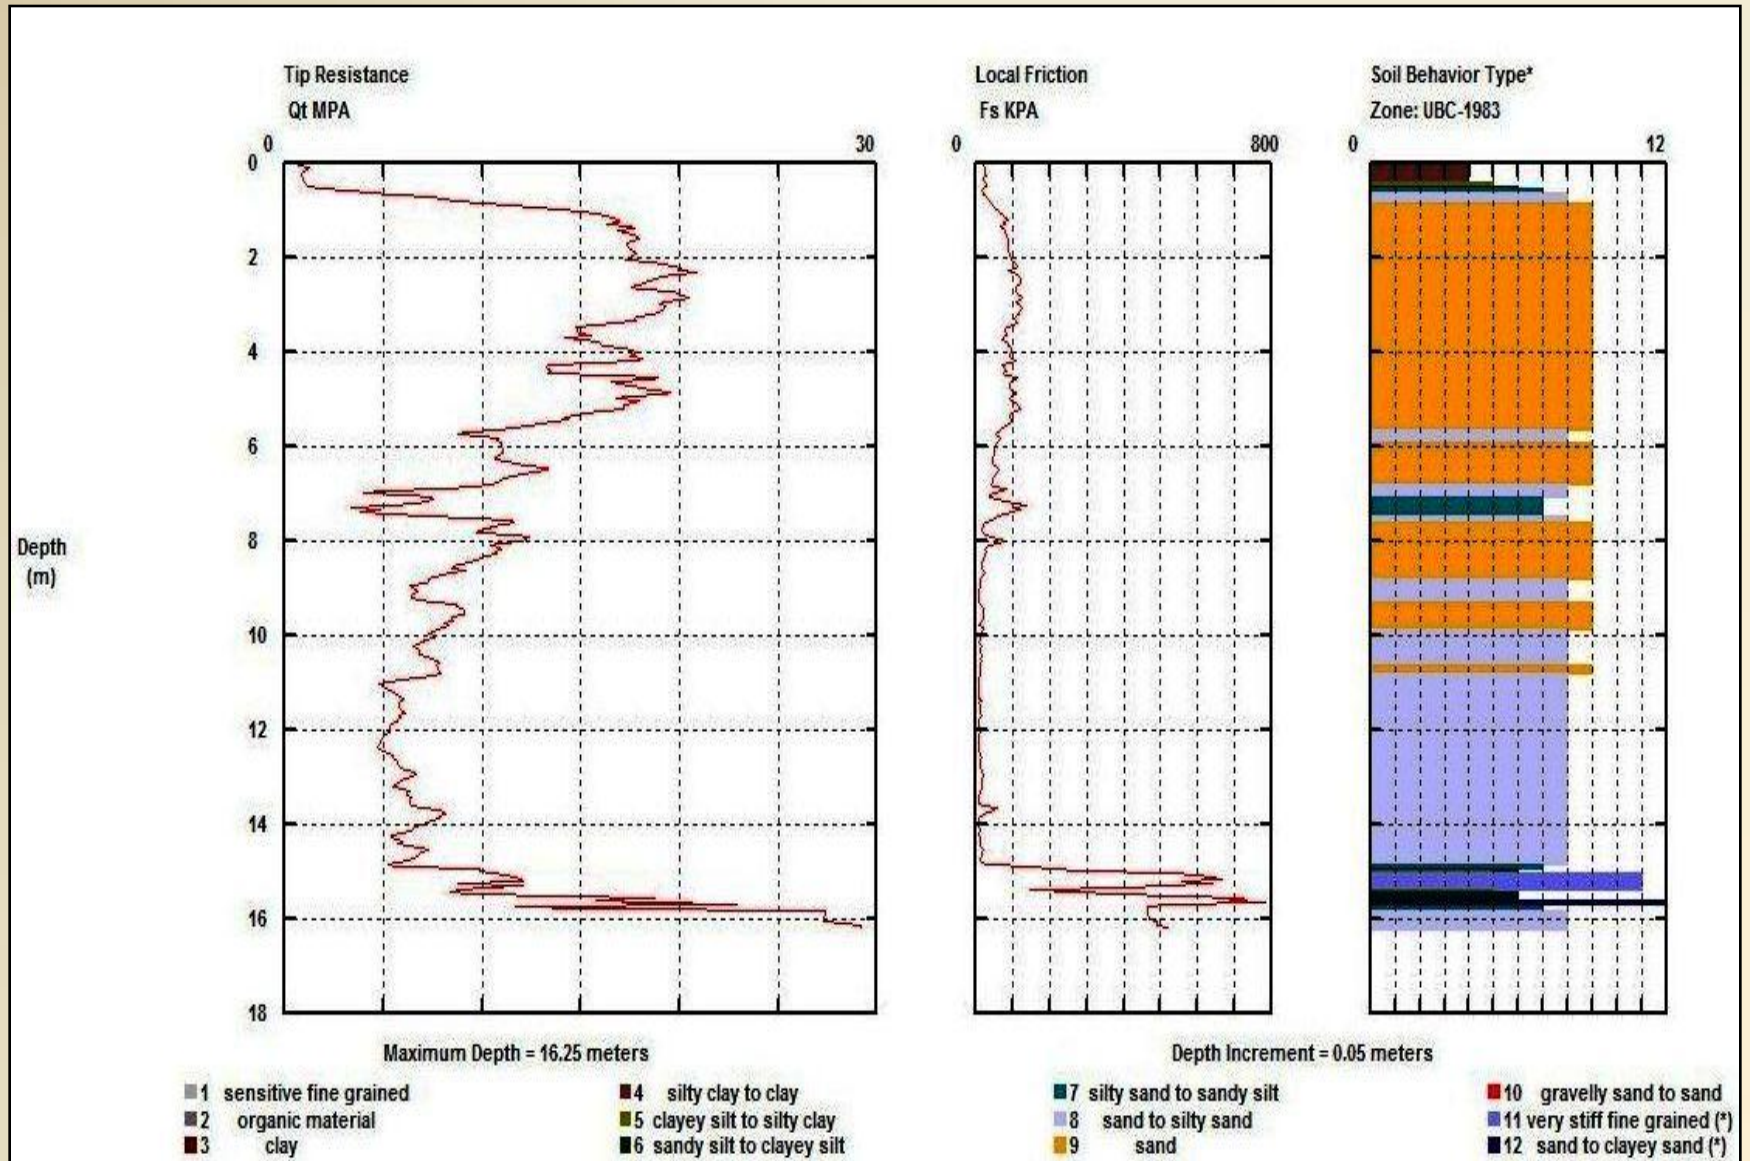 Tip Resistance
Qt MPA
Local Friction
Fs KPA
Soil Behavior Type*
Zone: UBC-1983
0 30
0 800
0 12
0
2
4
6
8
10
12
14
16
18
Depth
(m)
Maximum Depth = 16.25 meters
Depth Increment = 0.05 meters
1 sensitive fine grained
2 organic material
3 clay
4 silty clay to clay
5 clayey silt to silty clay
6 sandy silt to clayey silt
7 silty sand to sandy silt
8 sand to silty sand
9 sand
10 gravelly sand to sand
11 very stiff fine grained (*)
12 sand to clayey sand (*)